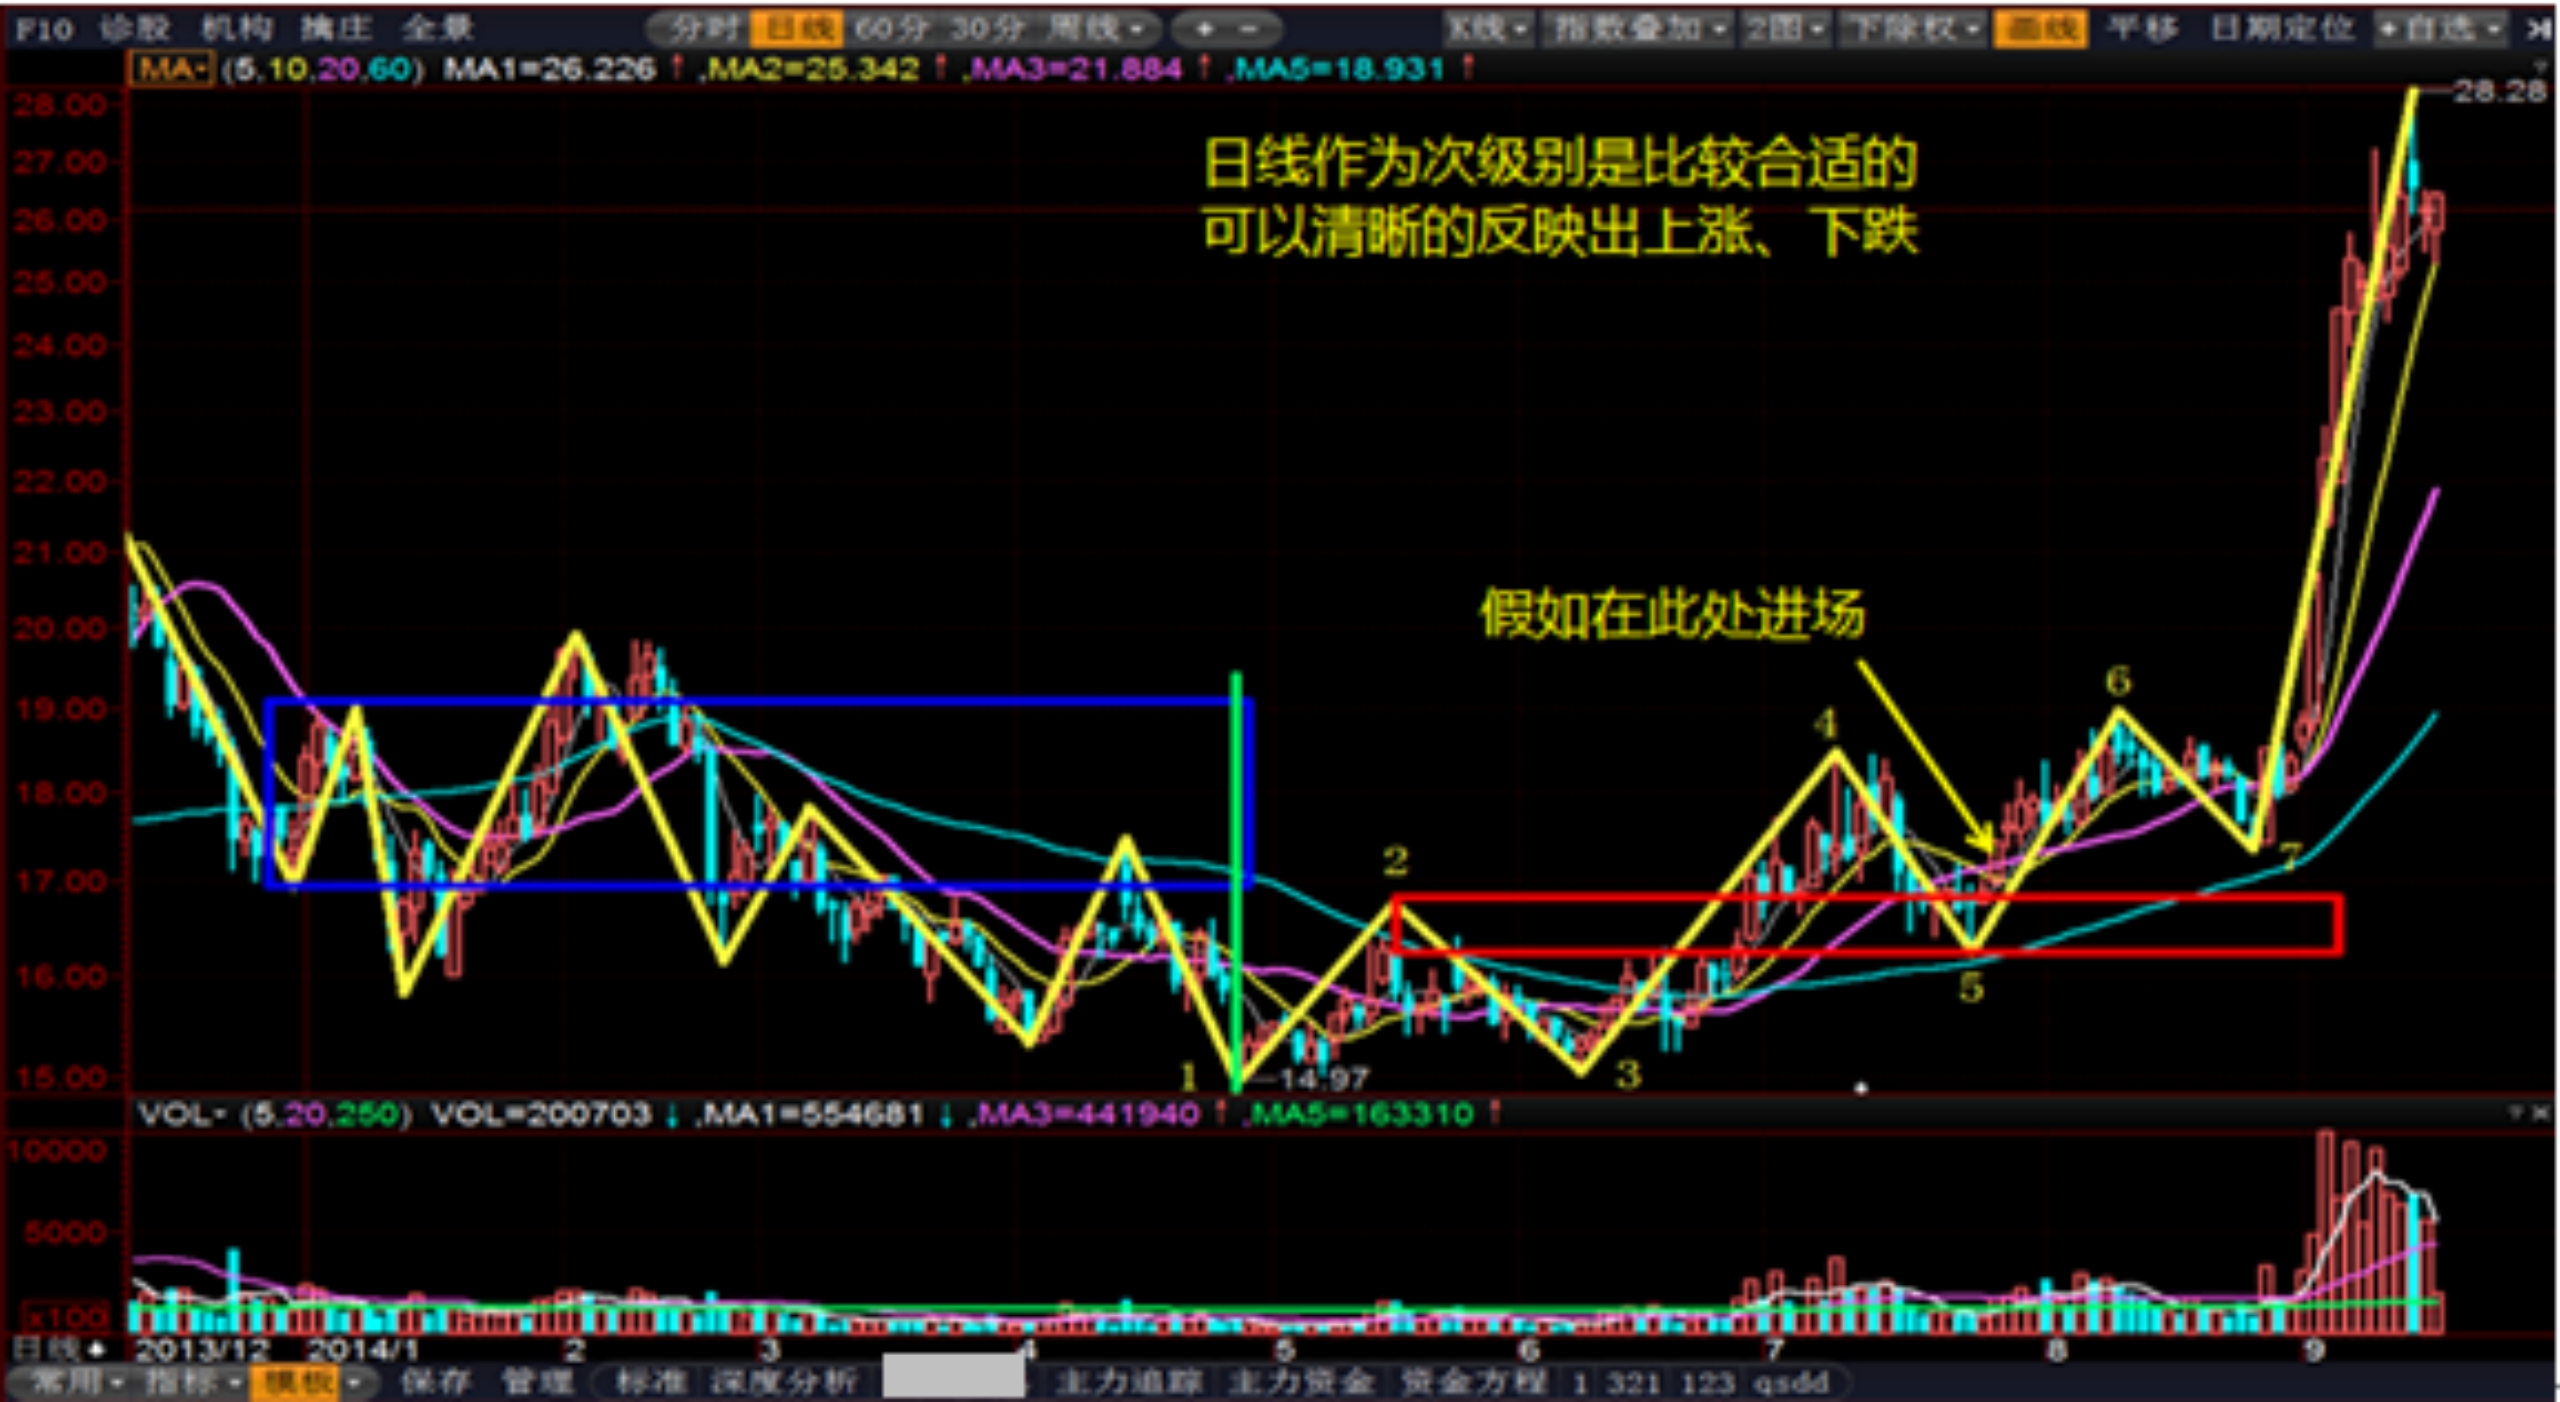 F10 诊股 机构 擒庄 全景 分时 日线 60分 30分 周线 + - K线 指数叠加 2图 下除权 画线 平移 日期定位 +自选
MA (5,10,20,60) MA1=26.226 ↑ ,MA2=25.342 ↑ ,MA3=21.884 ↑ ,MA5=18.931 ↑
28.00
28.28
27.00
日线作为次级别是比较合适的
26.00
可以清晰的反映出上涨、下跌
25.00
24.00
23.00
22.00
21.00
20.00
假如在此处进场
19.00
6
4
18.00
2
7
17.00
16.00
5
15.00
1
14.97
3
VOL (5,20,250) VOL=200703 ↓ ,MA1=554681 ↓ ,MA3=441940 ↑ ,MA5=163310 ↑
10000
5000
x100
日线 2013/12 2014/1 2 3 4 5 6 7 8 9
常用 指标 模板 保存 管理 标准 深度分析 主力追踪 主力资金 资金方程 1 321 123 qsdd